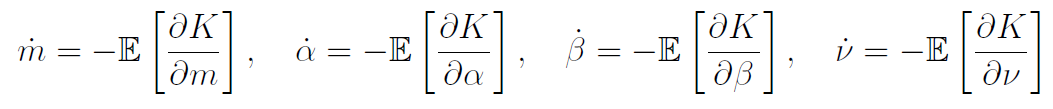 ṁ = −𝔼[∂K/∂m], α̇ = −𝔼[∂K/∂α], β̇ = −𝔼[∂K/∂β], ν̇ = −𝔼[∂K/∂ν]